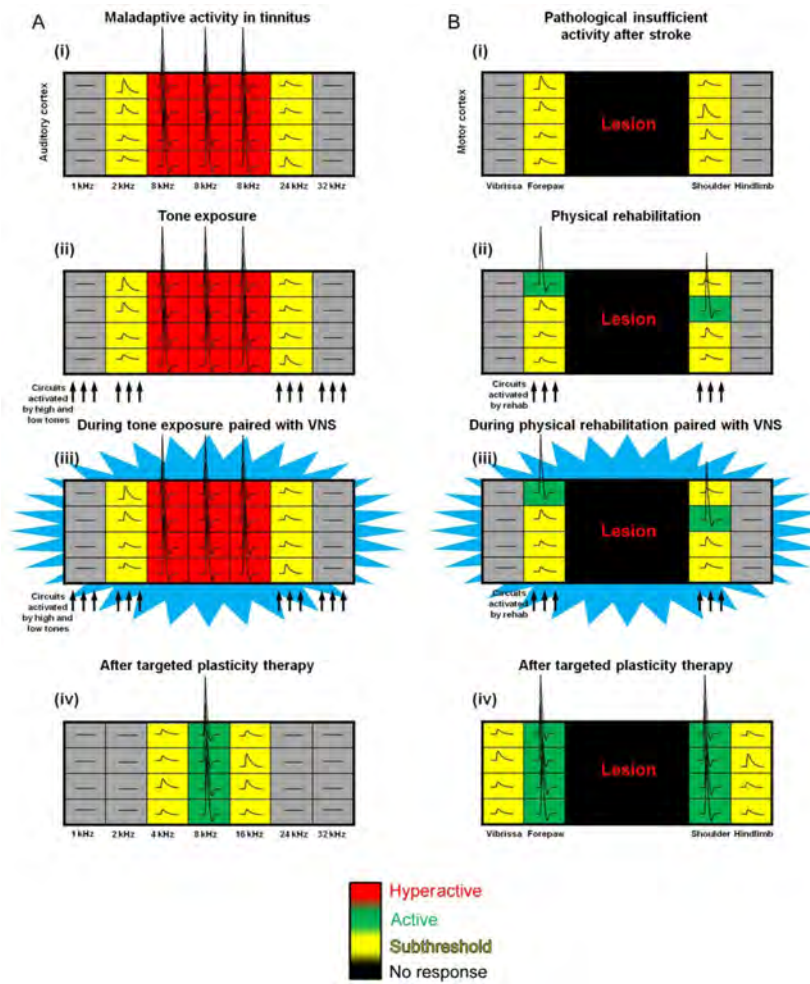 A
Maladaptive activity in tinnitus
(i)
Auditory cortex
1 kHz 2 kHz 8 kHz 8 kHz 8 kHz 24 kHz 32 kHz
Tone exposure
(ii)
Circuits
activated
by high and
low tones
During tone exposure paired with VNS
(iii)
Circuits
activated
by high and
low tones
After targeted plasticity therapy
(iv)
1 kHz 2 kHz 4 kHz 8 kHz 16 kHz 24 kHz 32 kHz
B
Pathological insufficient
activity after stroke
(i)
Motor cortex
Lesion
Vibrissa Forepaw Shoulder Hindlimb
Physical rehabilitation
(ii)
Lesion
Circuits
activated
by rehab
During physical rehabilitation paired with VNS
(iii)
Lesion
Circuits
activated
by rehab
After targeted plasticity therapy
(iv)
Lesion
Vibrissa Forepaw Shoulder Hindlimb
Hyperactive
Active
Subthreshold
No response